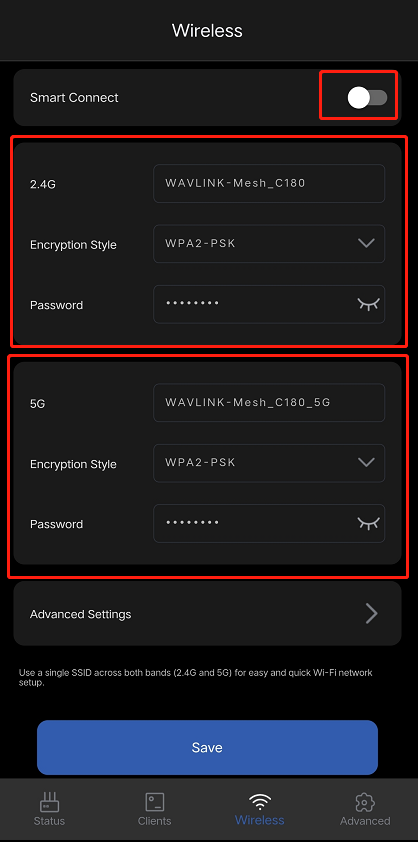 Wireless
Smart Connect
2.4G WAVLINK-Mesh_C180
Encryption Style WPA2-PSK
Password ••••••••
5G WAVLINK-Mesh_C180_5G
Encryption Style WPA2-PSK
Password ••••••••
Advanced Settings
Use a single SSID across both bands (2.4G and 5G) for easy and quick Wi-Fi network
setup.
Save
Status Clients Wireless Advanced